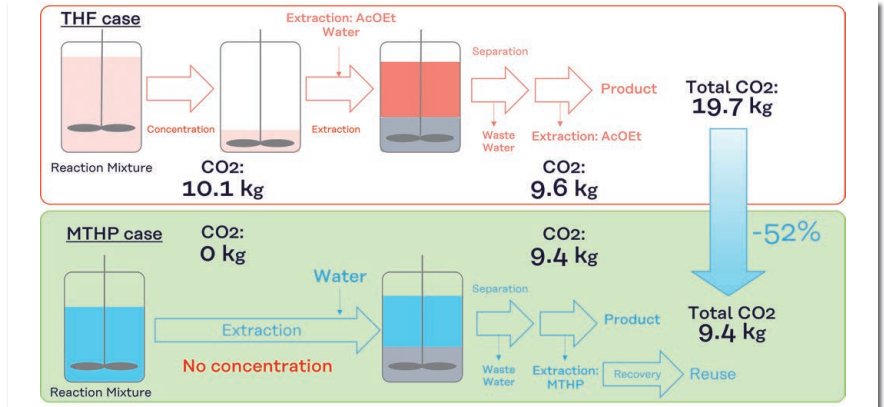 THF case
Extraction: AcOEt
Water
Concentration
Extraction
Separation
Waste
Water
Extraction: AcOEt
Product
Reaction Mixture
CO2:
10.1 kg
CO2:
9.6 kg
Total CO2:
19.7 kg
-52%
MTHP case
CO2:
0 kg
CO2:
9.4 kg
Water
Extraction
No concentration
Separation
Waste
Water
Extraction:
MTHP
Product
Recovery
Reuse
Reaction Mixture
Total CO2
9.4 kg